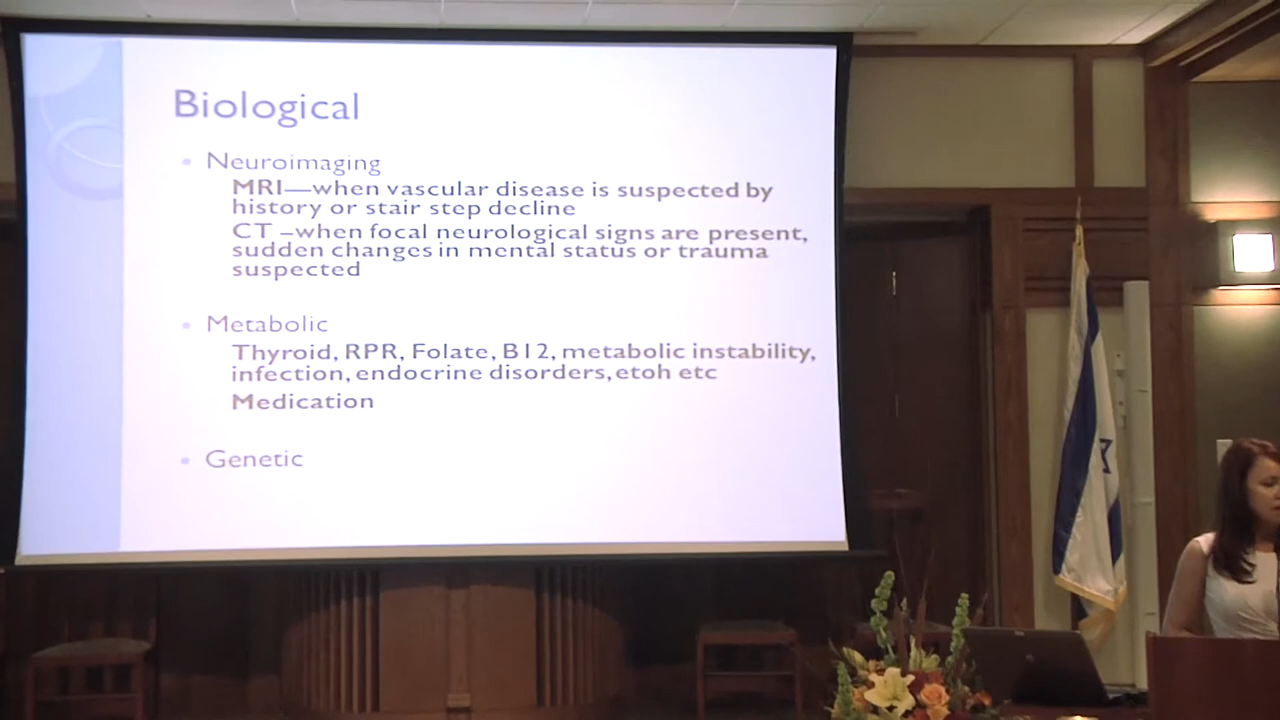 Biological
• Neuroimaging
MRI—when vascular disease is suspected by
history or stair step decline
CT –when focal neurological signs are present,
sudden changes in mental status or trauma
suspected
• Metabolic
Thyroid, RPR, Folate, B12, metabolic instability,
infection, endocrine disorders, etoh etc
Medication
• Genetic